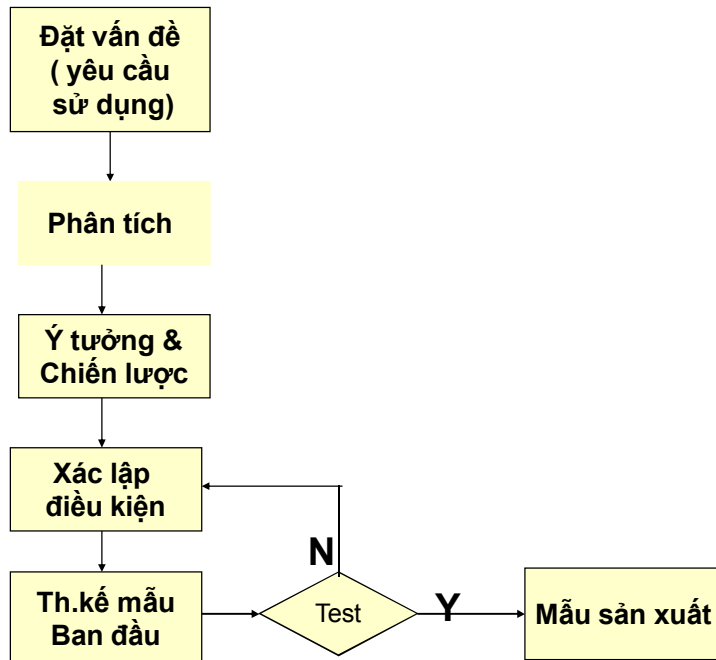 Đặt vấn đề
( yêu cầu
sử dụng)
Phân tích
Ý tưởng &
Chiến lược
Xác lập
điều kiện
N
Th.kế mẫu
Ban đầu
Test
Y
Mẫu sản xuất